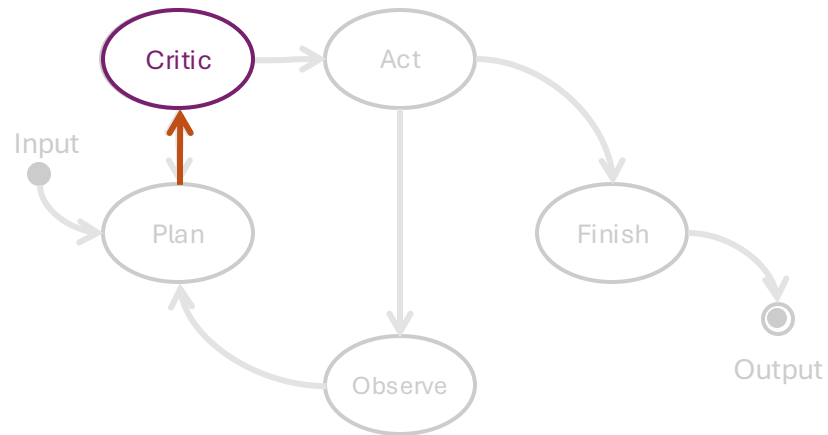 Critic
Act
Input
Plan
Finish
Output
Observe